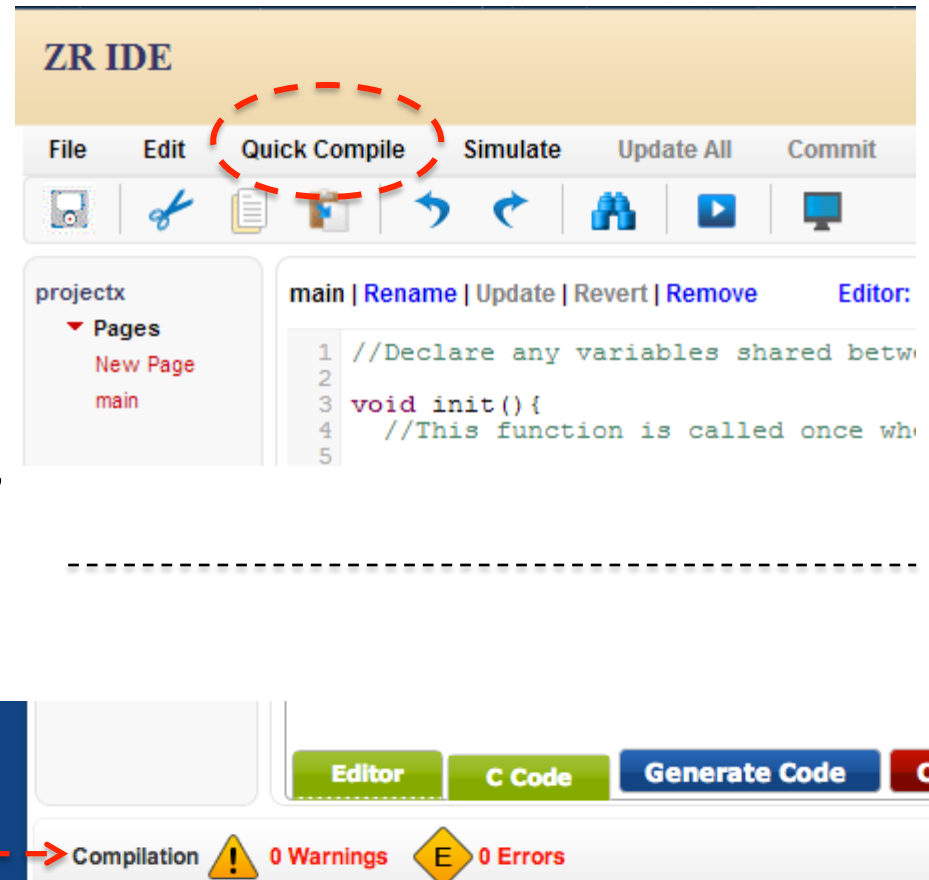 ZR IDE
File Edit Quick Compile Simulate Update All Commit
projectx
Pages
New Page
main
main | Rename | Update | Revert | Remove Editor:
1 //Declare any variables shared betw
2
3 void init(){
4 //This function is called once wh
5
Editor C Code Generate Code
Compilation 0 Warnings E 0 Errors